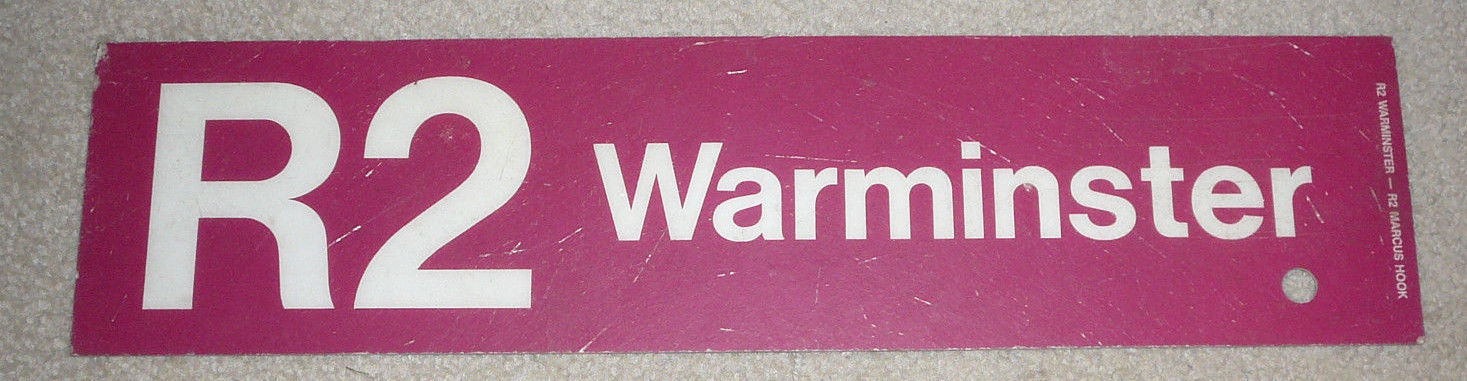 R2 Warminster
R2 WARMINSTER — R2 MARCUS HOOK